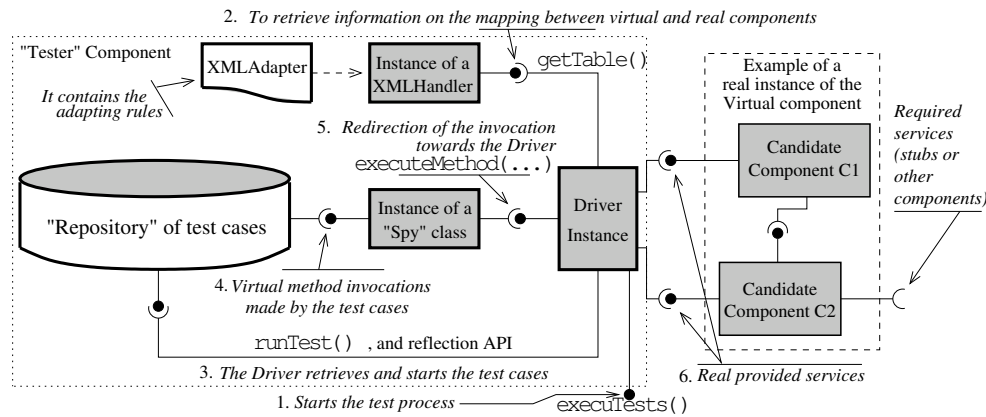 2. To retrieve information on the mapping between virtual and real components
"Tester" Component
XMLAdapter
Instance of a
XMLHandler
getTable()
It contains the
adapting rules
5. Redirection of the invocation
towards the Driver
executeMethod(...)
"Repository" of test cases
Instance of a
"Spy" class
Driver
Instance
4. Virtual method invocations
made by the test cases
runTest() , and reflection API
3. The Driver retrieves and starts the test cases
1. Starts the test process
execuTests()
Example of a
real instance of the
Virtual component
Candidate
Component C1
Candidate
Component C2
Required
services
(stubs or
other
components)
6. Real provided services